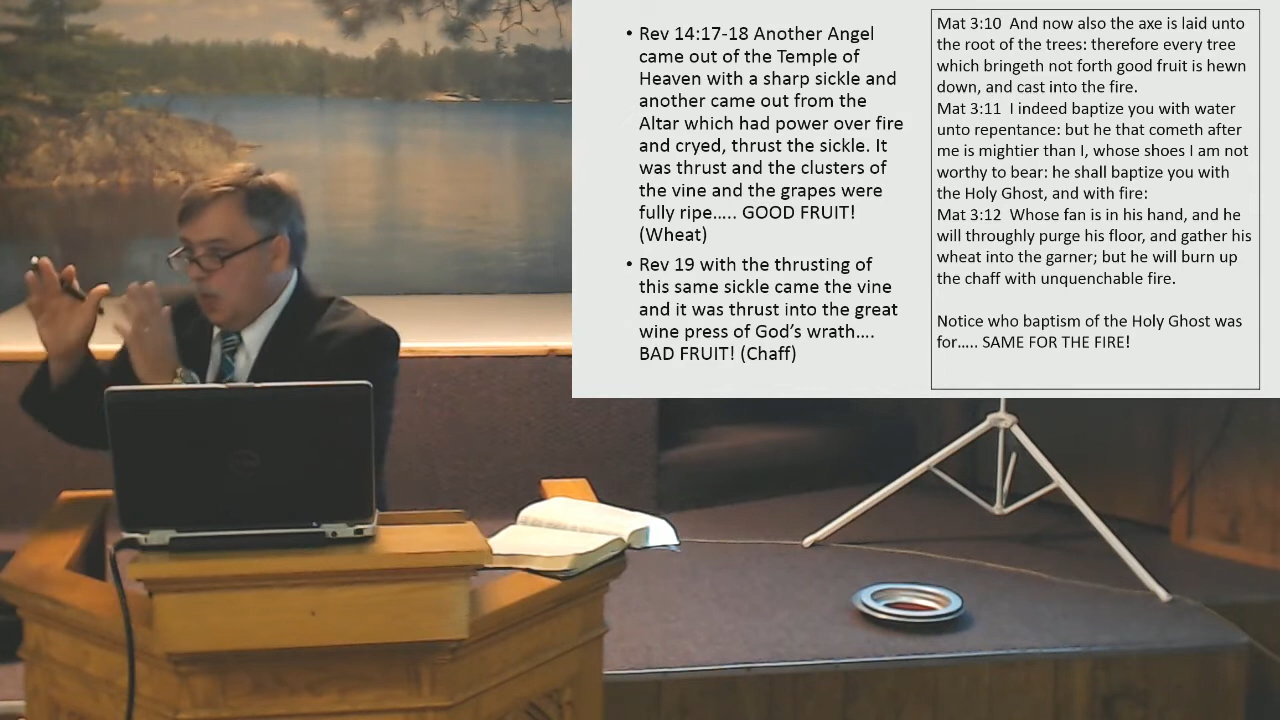 • Rev 14:17-18 Another Angel
came out of the Temple of
Heaven with a sharp sickle and
another came out from the
Altar which had power over fire
and cryed, thrust the sickle. It
was thrust and the clusters of
the vine and the grapes were
fully ripe….. GOOD FRUIT!
(Wheat)
• Rev 19 with the thrusting of
this same sickle came the vine
and it was thrust into the great
wine press of God’s wrath….
BAD FRUIT! (Chaff)
Mat 3:10 And now also the axe is laid unto
the root of the trees: therefore every tree
which bringeth not forth good fruit is hewn
down, and cast into the fire.
Mat 3:11 I indeed baptize you with water
unto repentance: but he that cometh after
me is mightier than I, whose shoes I am not
worthy to bear: he shall baptize you with
the Holy Ghost, and with fire:
Mat 3:12 Whose fan is in his hand, and he
will throughly purge his floor, and gather his
wheat into the garner; but he will burn up
the chaff with unquenchable fire.
Notice who baptism of the Holy Ghost was
for….. SAME FOR THE FIRE!